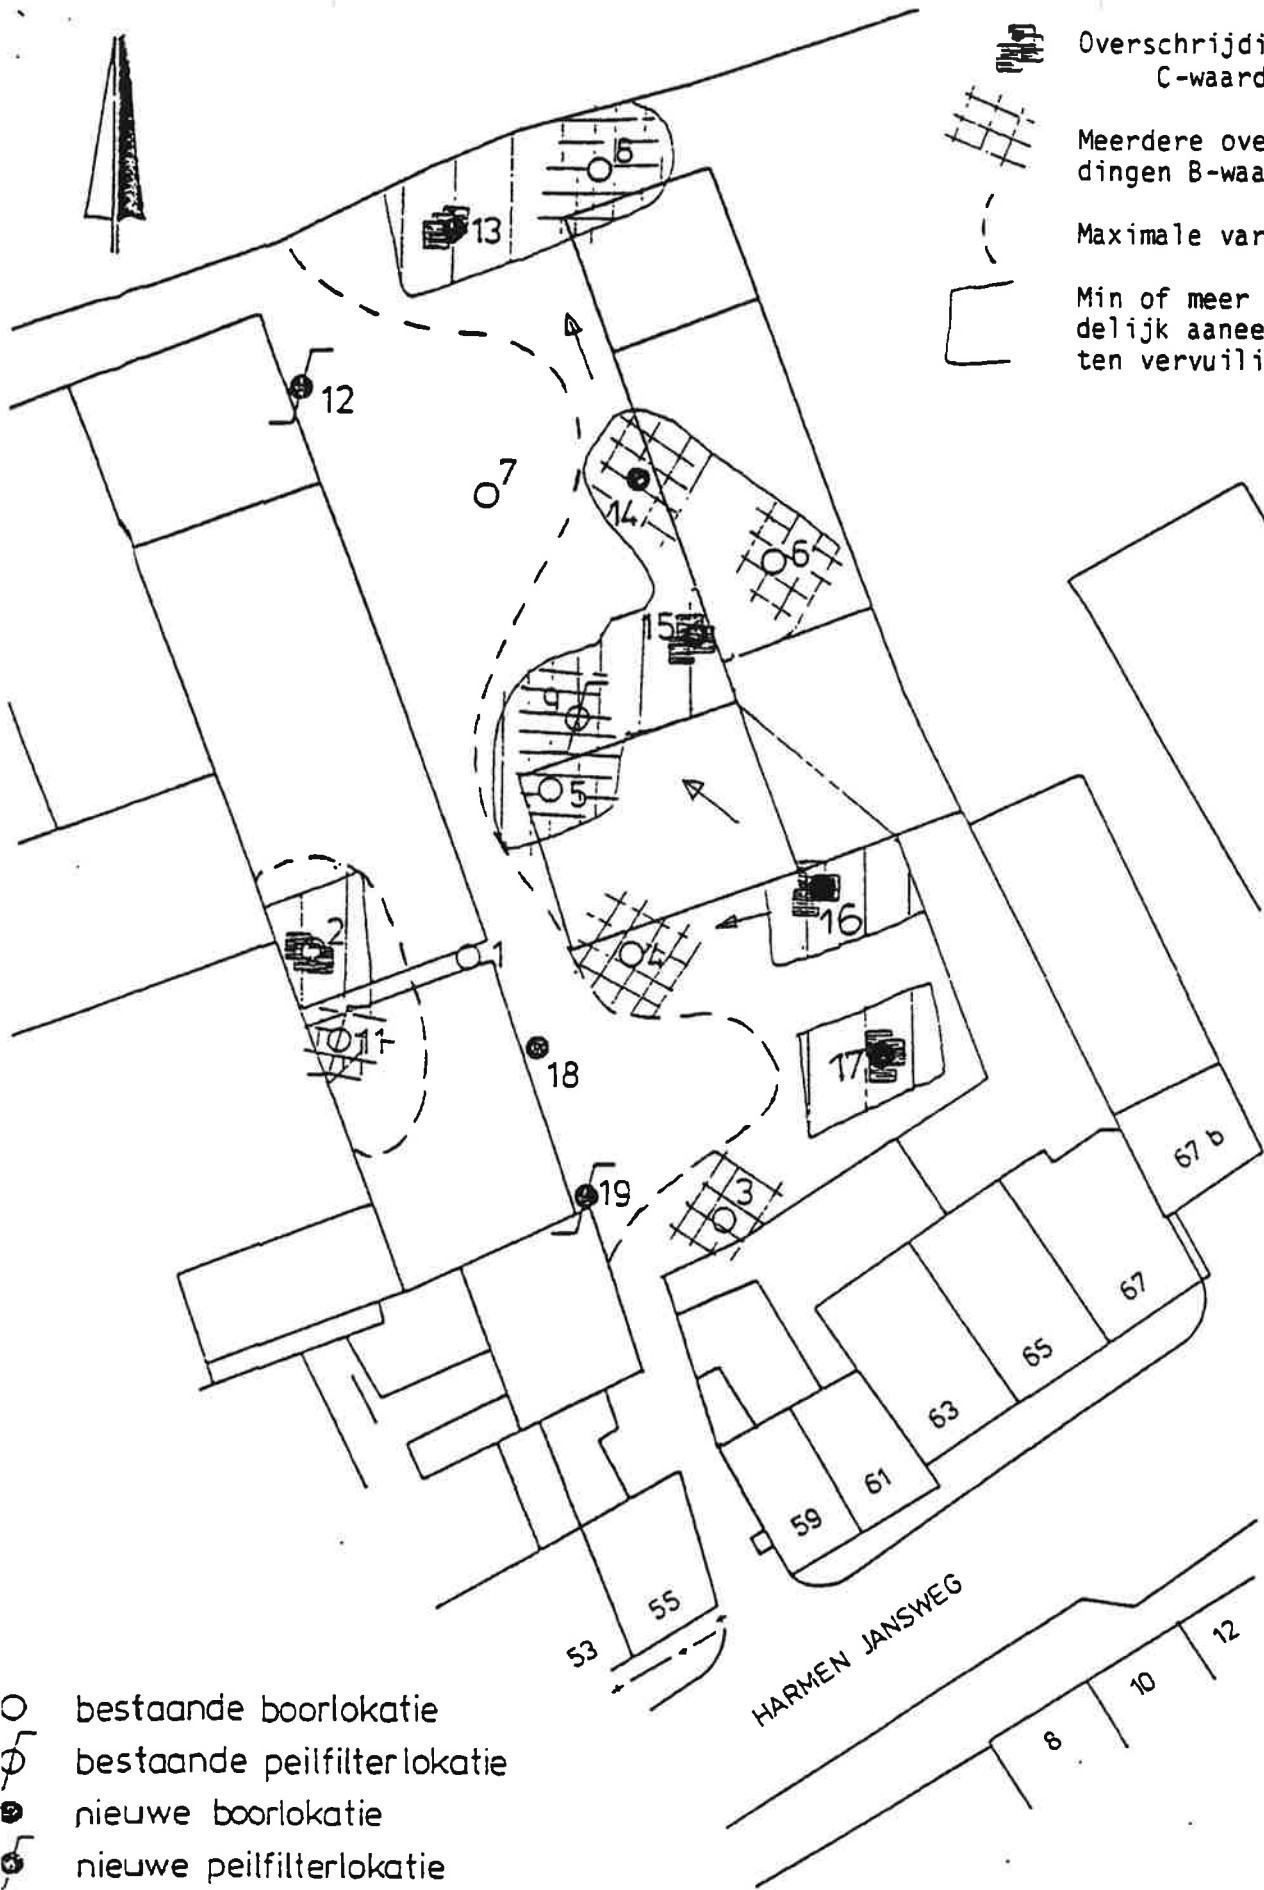 Overschrijdi
C-waard
Meerdere ove
dingen B-waa
Maximale var
Min of meer
delijk aanee
ten vervuili
8
13
12
7
14
6
15
9
5
2
1
16
4
11
17
18
3
19
67 b
67
65
63
61
59
55
53
HARMEN JANSWEG
12
10
8
bestaande boorlokatie
bestaande peilfilterlokatie
nieuwe boorlokatie
nieuwe peilfilterlokatie